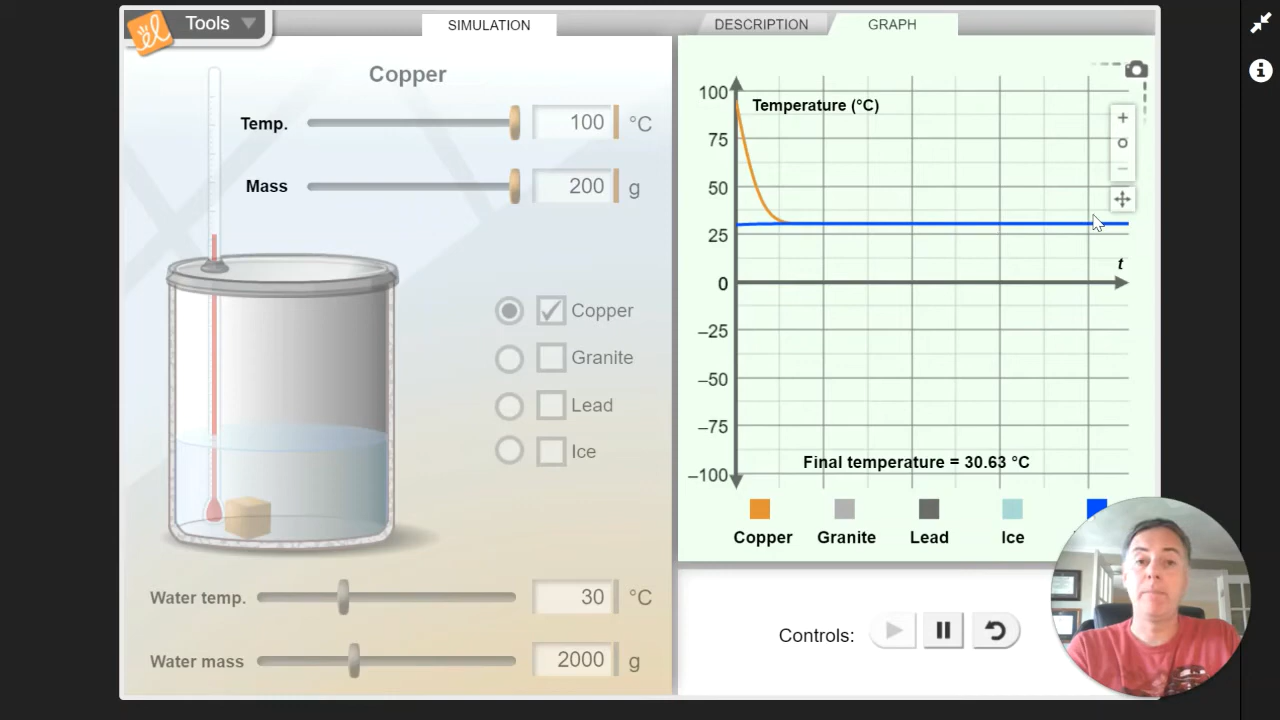 Tools
SIMULATION
DESCRIPTION
GRAPH
Copper
Temp.
100
°C
Mass
200
g
Copper
Granite
Lead
Ice
Water temp.
30
°C
Water mass
2000
g
Temperature (°C)
100
75
50
25
0
–25
–50
–75
–100
t
Final temperature = 30.63 °C
Copper
Granite
Lead
Ice
Controls: